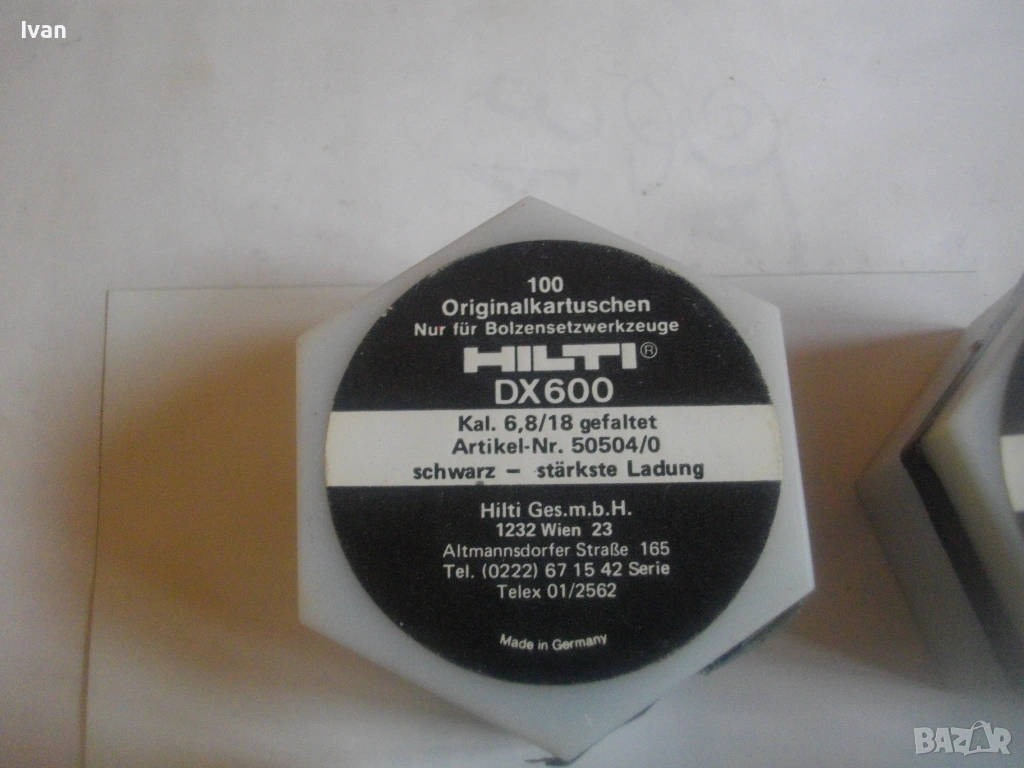 Ivan
100
Originalkartuschen
Nur für Bolzensetzwerkzeuge
HILTI®
DX600
Kal. 6,8/18 gefaltet
Artikel-Nr. 50504/0
schwarz – stärkste Ladung
Hilti Ges.m.b.H.
1232 Wien 23
Altmannsdorfer Straße 165
Tel. (0222) 67 15 42 Serie
Telex 01/2562
Made in Germany
BAZAR